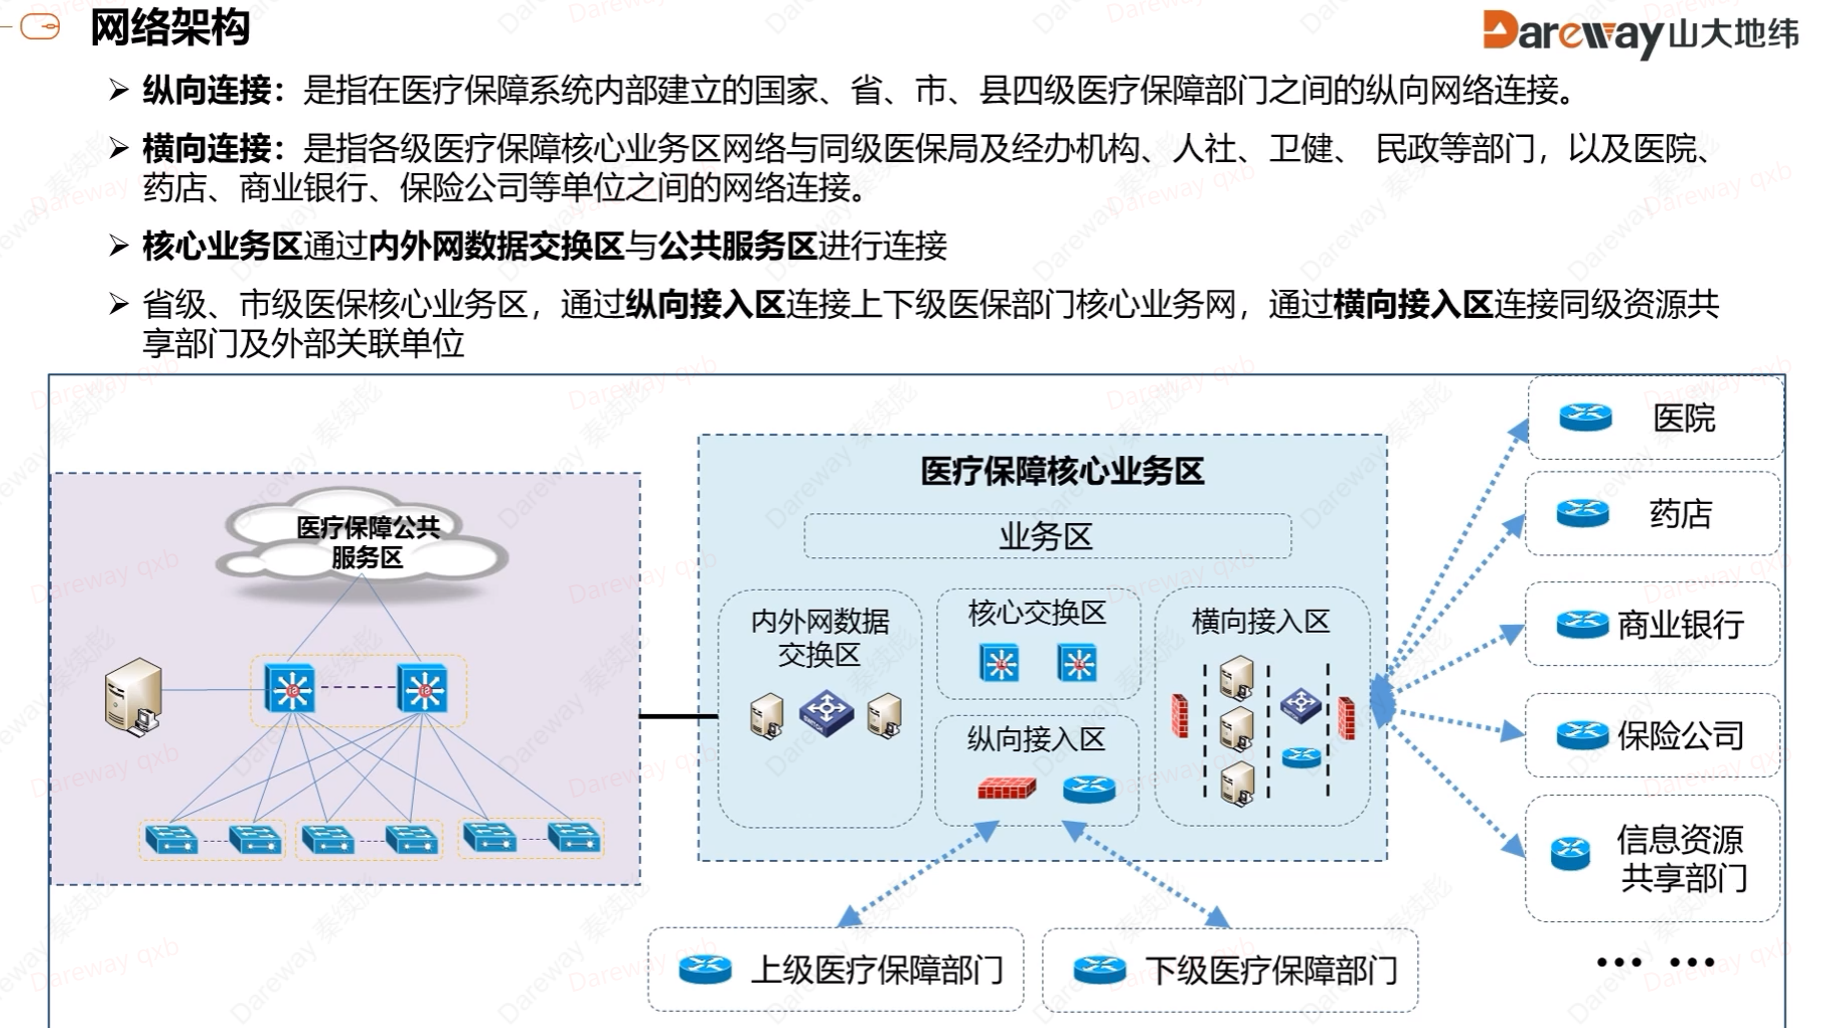 网络架构
Dareway山大地纬
➢ 纵向连接：是指在医疗保障系统内部建立的国家、省、市、县四级医疗保障部门之间的纵向网络连接。
➢ 横向连接：是指各级医疗保障核心业务区网络与同级医保局及经办机构、人社、卫健、 民政等部门，以及医院、
药店、商业银行、保险公司等单位之间的网络连接。
➢ 核心业务区通过内外网数据交换区与公共服务区进行连接
➢ 省级、市级医保核心业务区，通过纵向接入区连接上下级医保部门核心业务网，通过横向接入区连接同级资源共
享部门及外部关联单位
医疗保障公共
服务区
医疗保障核心业务区
业务区
内外网数据
交换区
核心交换区
纵向接入区
横向接入区
医院
药店
商业银行
保险公司
信息资源
共享部门
••• •••
上级医疗保障部门
下级医疗保障部门
Dareway qxb
Dareway 秦续彪